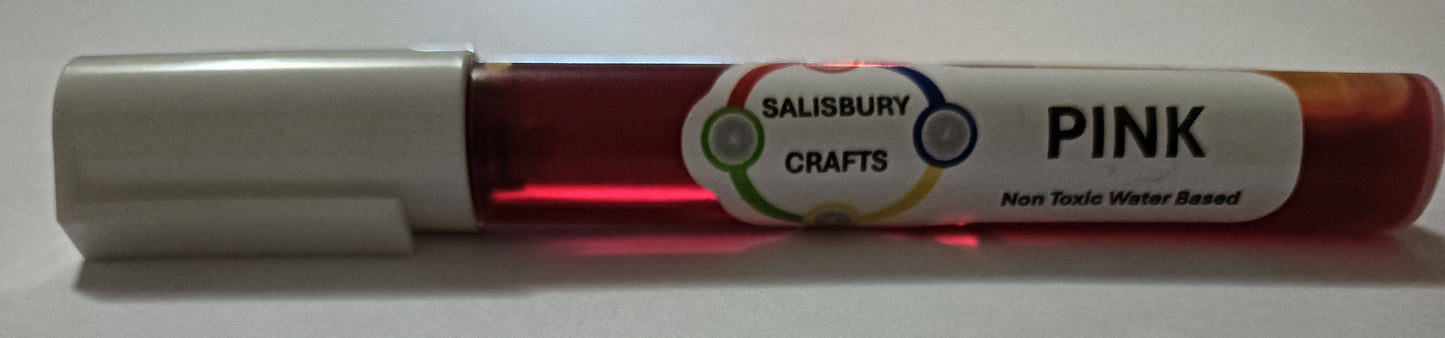 SALISBURY
CRAFTS
PINK
Non Toxic Water Based